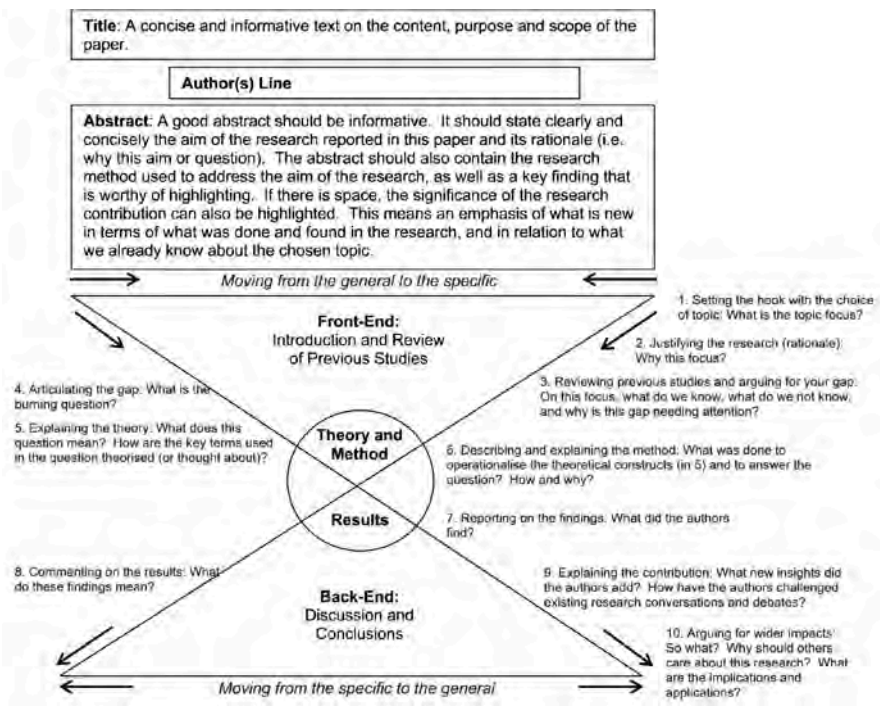 Title: A concise and informative text on the content, purpose and scope of the
paper.
Author(s) Line
Abstract: A good abstract should be informative. It should state clearly and
concisely the aim of the research reported in this paper and its rationale (i.e.
why this aim or question). The abstract should also contain the research
method used to address the aim of the research, as well as a key finding that
is worthy of highlighting. If there is space, the significance of the research
contribution can also be highlighted. This means an emphasis of what is new
in terms of what was done and found in the research, and in relation to what
we already know about the chosen topic.
Moving from the general to the specific
Front-End:
Introduction and Review
of Previous Studies
1. Setting the hook with the choice
of topic: What is the topic focus?
2. Justifying the research (rationale):
Why this focus?
3. Reviewing previous studies and arguing for your gap:
On this focus, what do we know, what do we not know,
and why is this gap needing attention?
4. Articulating the gap: What is the
burning question?
5. Explaining the theory: What does this
question mean? How are the key terms used
in the question theorised (or thought about)?
Theory and
Method
6. Describing and explaining the method: What was done to
operationalise the theoretical constructs (in 5) and to answer the
question? How and why?
Results
7. Reporting on the findings: What did the authors
find?
8. Commenting on the results: What
do these findings mean?
Back-End:
Discussion and
Conclusions
9. Explaining the contribution: What new insights did
the authors add? How have the authors challenged
existing research conversations and debates?
10. Arguing for wider impacts:
So what? Why should others
care about this research? What
are the implications and
applications?
Moving from the specific to the general